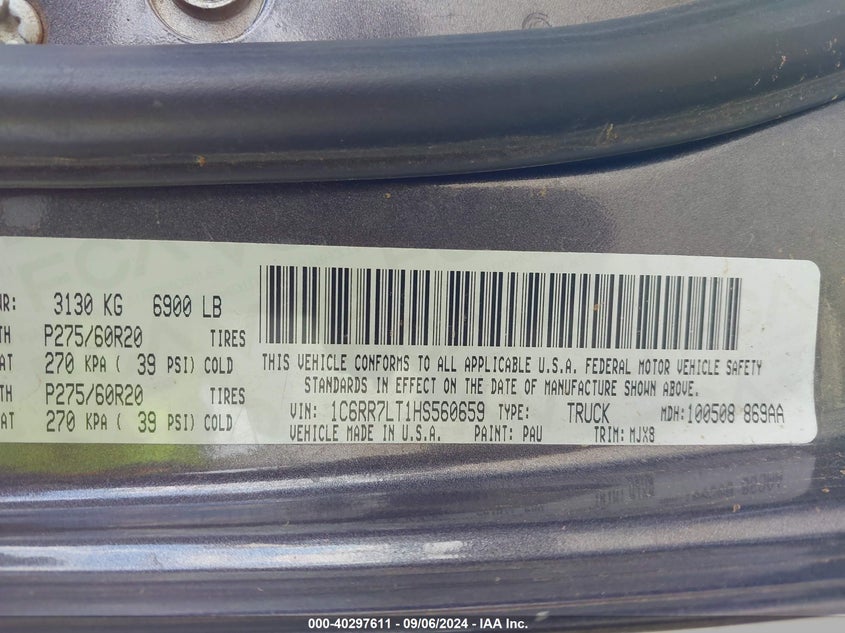 WR: 3130 KG 6900 LB
TH P275/60R20 TIRES
AT 270 KPA ( 39 PSI) COLD
TH P275/60R20 TIRES
AT 270 KPA ( 39 PSI) COLD
THIS VEHICLE CONFORMS TO ALL APPLICABLE U.S.A. FEDERAL MOTOR VEHICLE SAFETY
STANDARDS IN EFFECT ON THE DATE OF MANUFACTURE SHOWN ABOVE.
VIN: 1C6RR7LT1HS560659 TYPE: TRUCK MDH:100508 869AA
VEHICLE MADE IN U.S.A. PAINT: PAU TRIM: MJX8
000-40297611 - 09/06/2024 - IAA Inc.